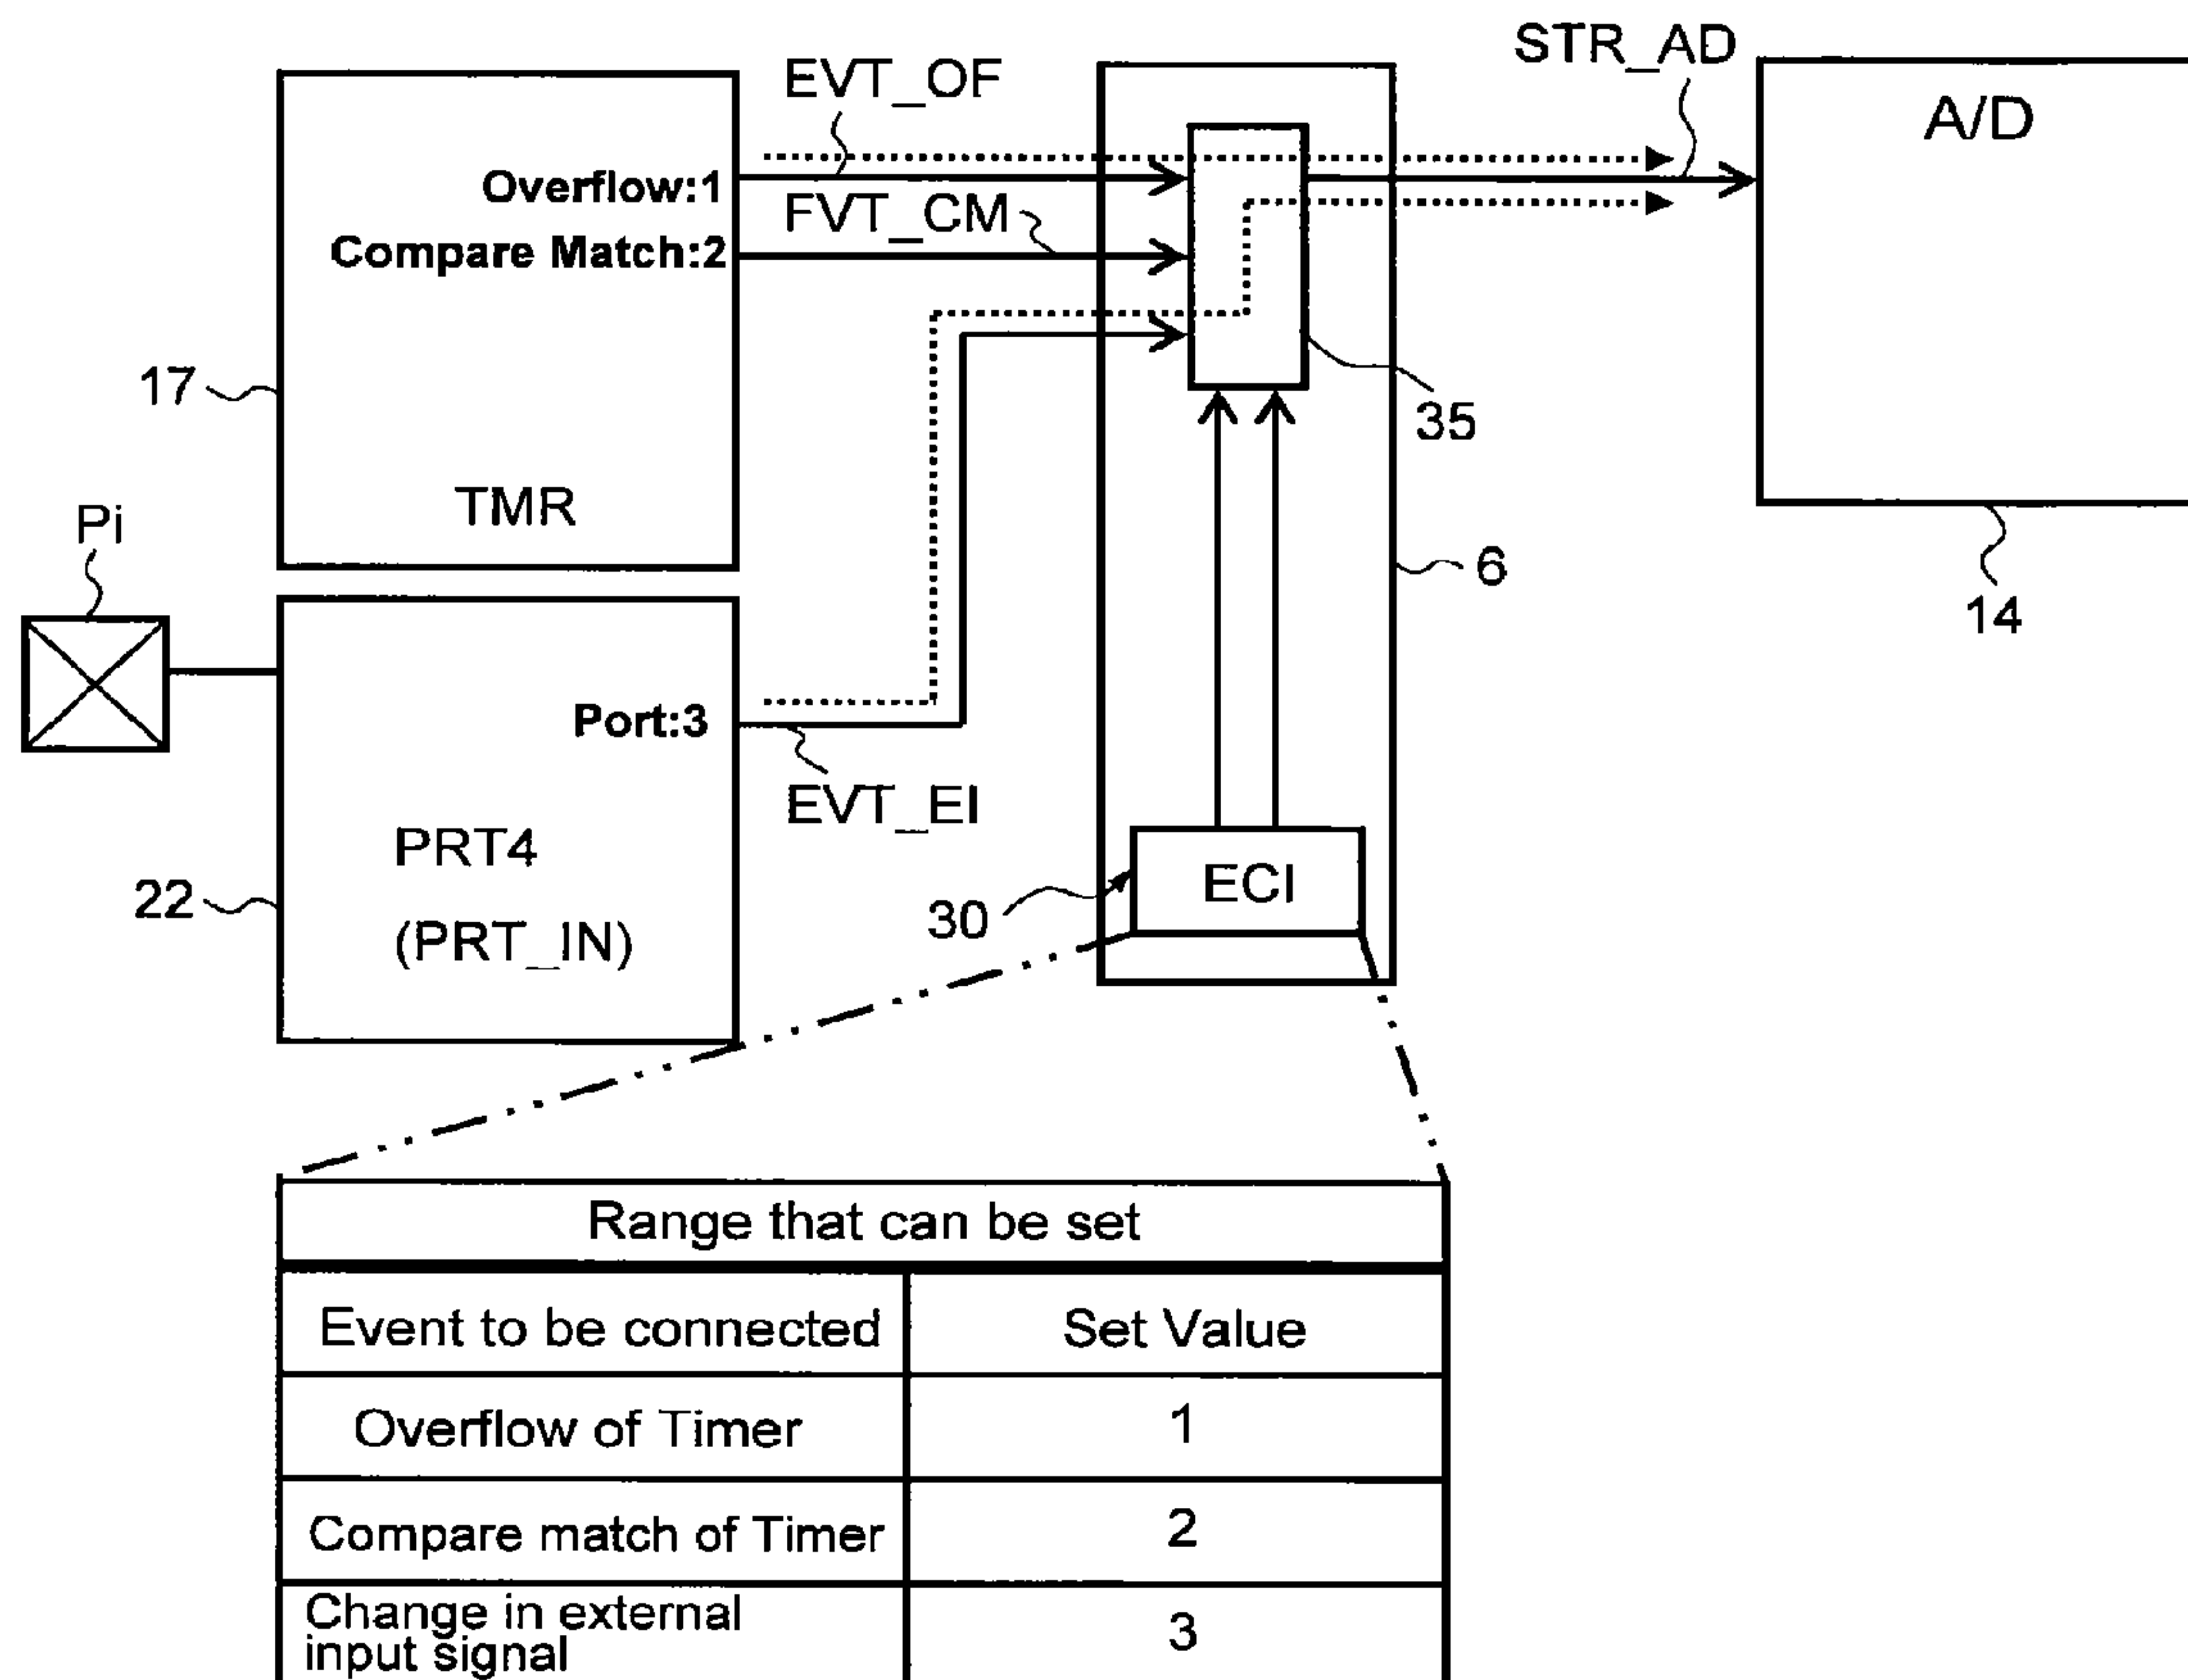 STR_AD
A/D
EVT_OF
Overflow:1
FVT_CM
Compare Match:2
17
35
TMR
Pi
6
14
Port:3
EVT_EI
PRT4
ECI
22
30
(PRT_IN)
Range that can be set
Event to be connected
Set Value
Overflow of Timer
1
Compare match of Timer
2
Change in external
input signal
3